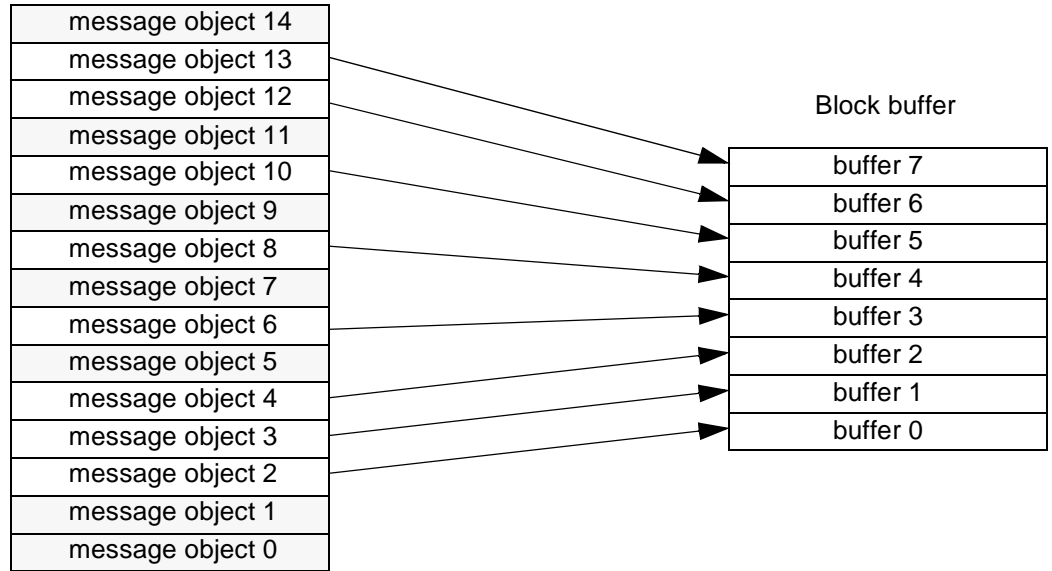 message object 14
message object 13
message object 12
message object 11
message object 10
message object 9
message object 8
message object 7
message object 6
message object 5
message object 4
message object 3
message object 2
message object 1
message object 0
Block buffer
buffer 7
buffer 6
buffer 5
buffer 4
buffer 3
buffer 2
buffer 1
buffer 0